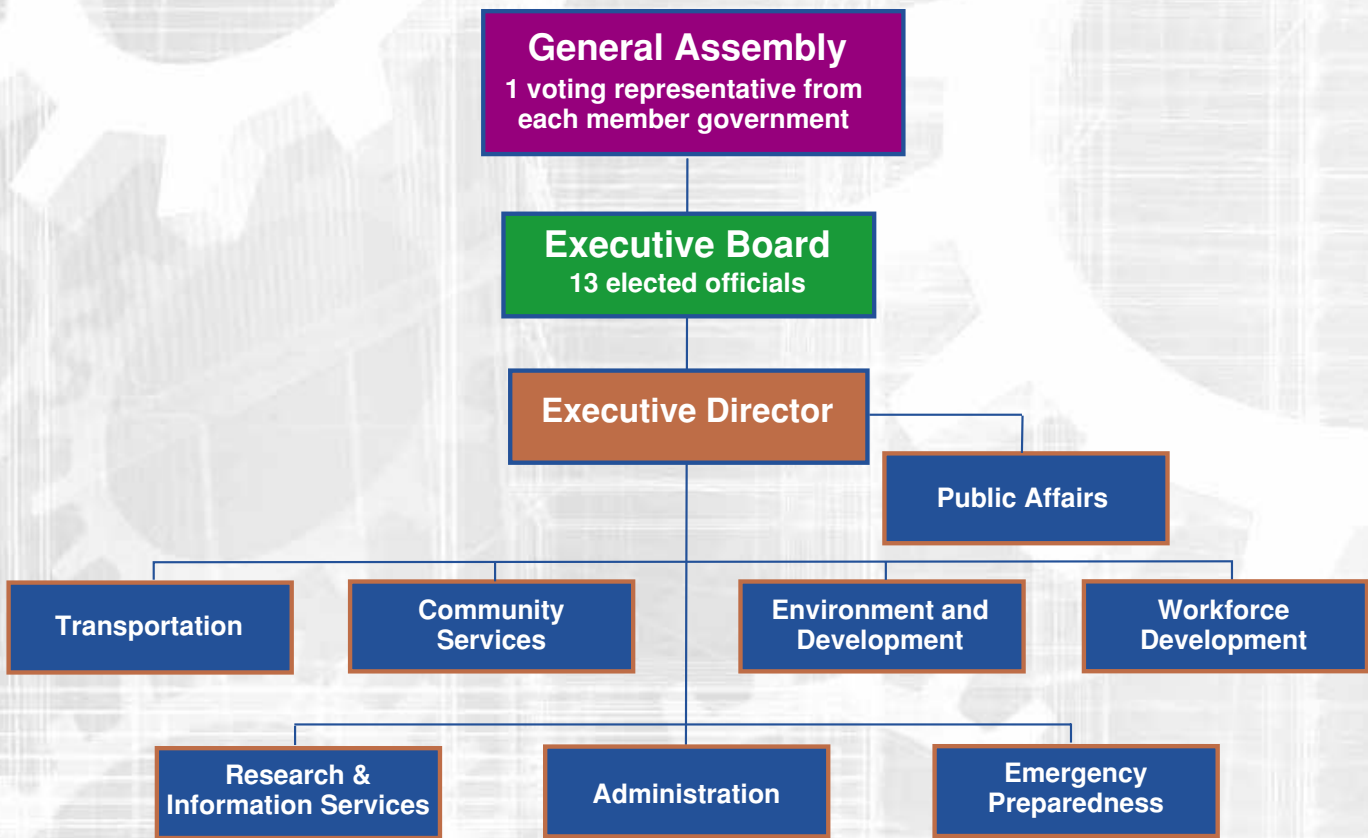 General Assembly
1 voting representative from
each member government
Executive Board
13 elected officials
Executive Director
Public Affairs
Transportation
Community
Services
Environment and
Development
Workforce
Development
Research &
Information Services
Administration
Emergency
Preparedness